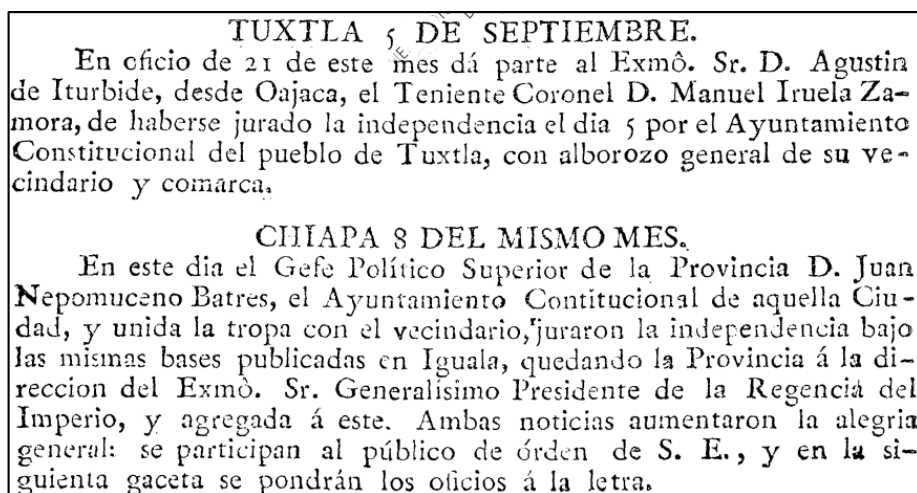 TUXTLA 5 DE SEPTIEMBRE.
En oficio de 21 de este mes dá parte al Exmô. Sr. D. Agustin
de Iturbide, desde Oajaca, el Teniente Coronel D. Manuel Iruela Za-
mora, de haberse jurado la independencia el dia 5 por el Ayuntamiento
Constitucional del pueblo de Tuxtla, con alborozo general de su ve-
cindario y comarca.
CHIAPA 8 DEL MISMO MES.
En este dia el Gefe Político Superior de la Provincia D. Juan
Nepomuceno Batres, el Ayuntamiento Contitucional de aquella Ciu-
dad, y unida la tropa con el vecindario, juraron la independencia bajo
las mismas bases publicadas en Iguala, quedando la Provincia á la di-
reccion del Exmô. Sr. Generalísimo Presidente de la Regencia del
Imperio, y agregada á este. Ambas noticias aumentaron la alegria
general: se participan al público de órden de S. E., y en la si-
guienta gaceta se pondrán los oficios á la letra.